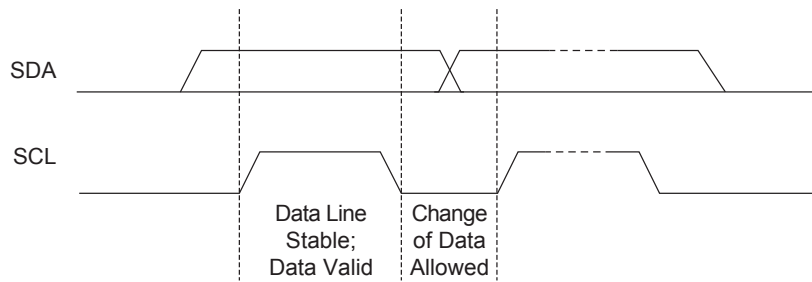 SDA
SCL
Data Line
Stable;
Data Valid
Change
of Data
Allowed